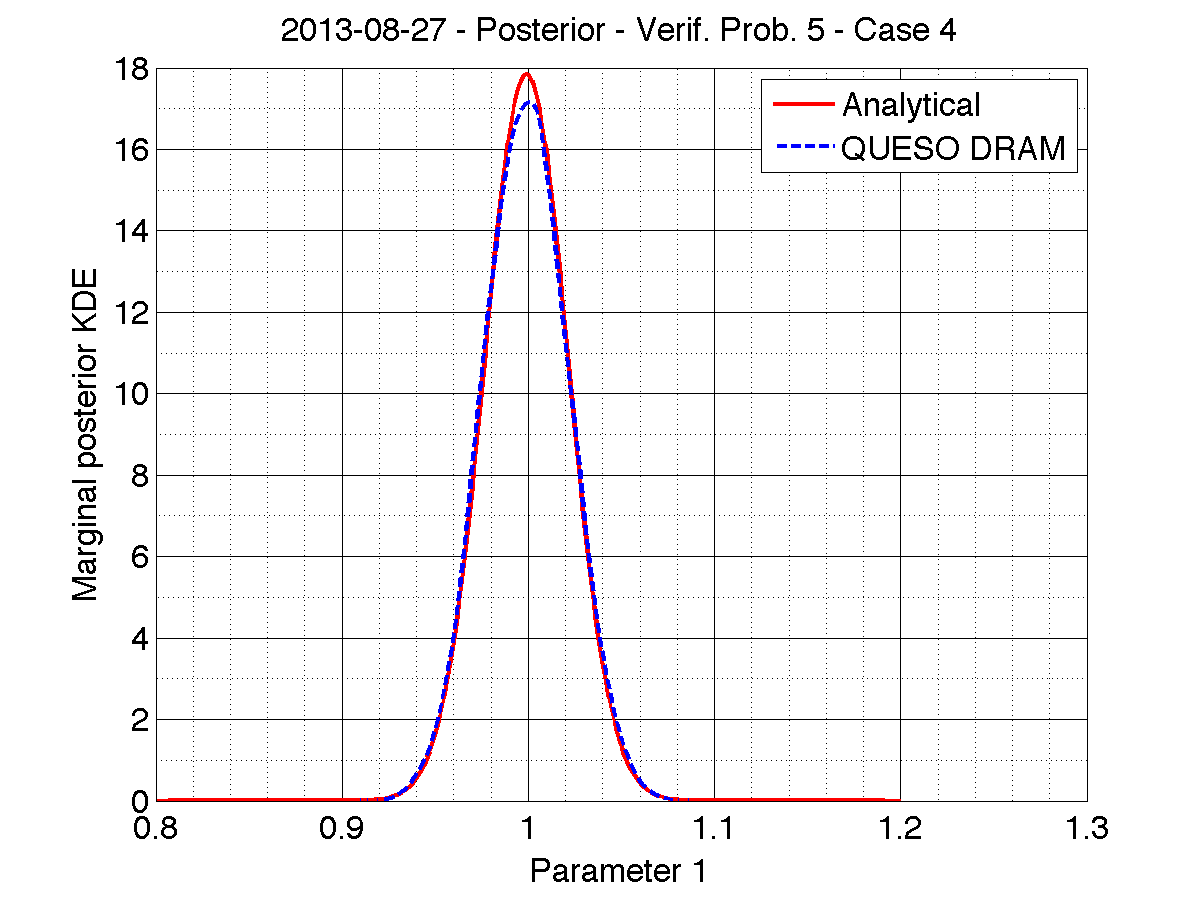 2013-08-27 - Posterior - Verif. Prob. 5 - Case 4
Analytical
QUESO DRAM
Marginal posterior KDE
18
16
14
12
10
8
6
4
2
0
0.8 0.9 1 1.1 1.2 1.3
Parameter 1